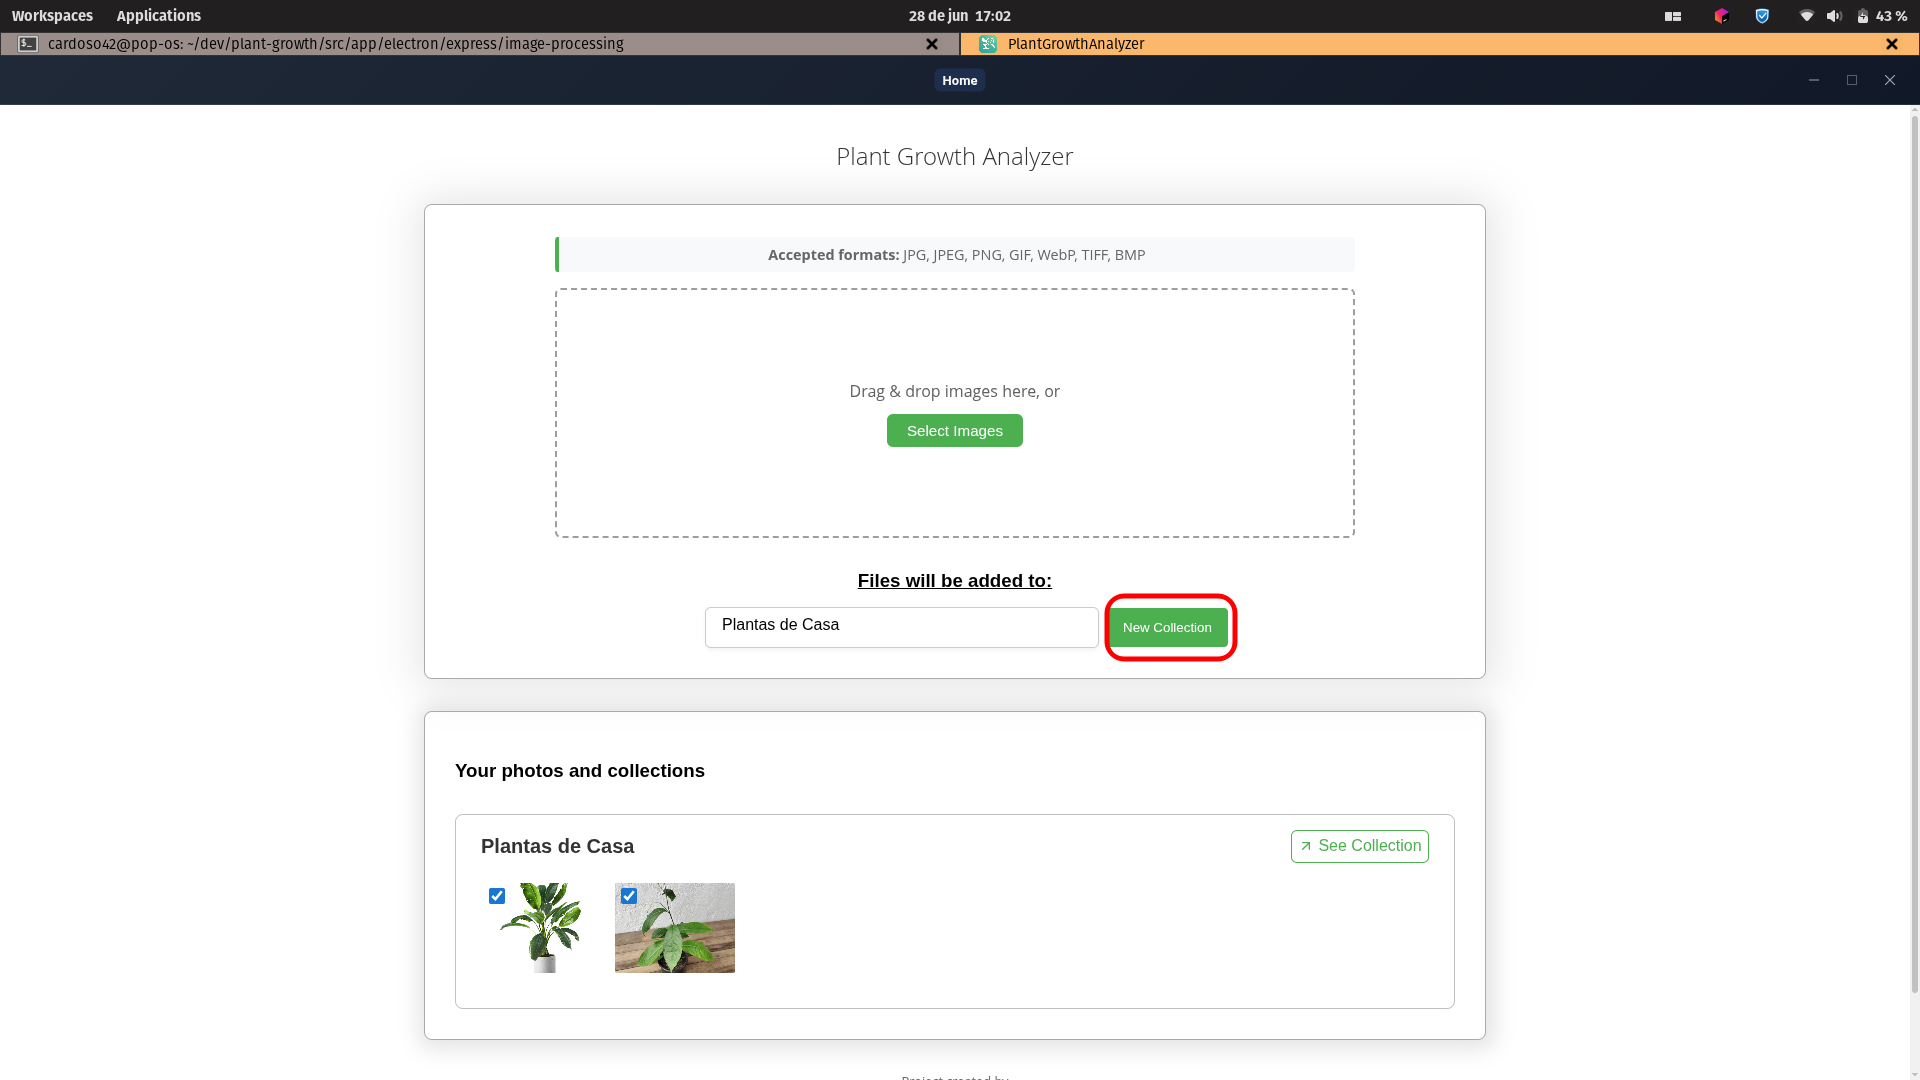 Workspaces Applications 28 de jun 17:02 43 %
cardoso42@pop-os: ~/dev/plant-growth/src/app/electron/express/image-processing PlantGrowthAnalyzer
Home
Plant Growth Analyzer
Accepted formats: JPG, JPEG, PNG, GIF, WebP, TIFF, BMP
Drag & drop images here, or
Select Images
Files will be added to:
Plantas de Casa New Collection
Your photos and collections
Plantas de Casa See Collection
Project created by